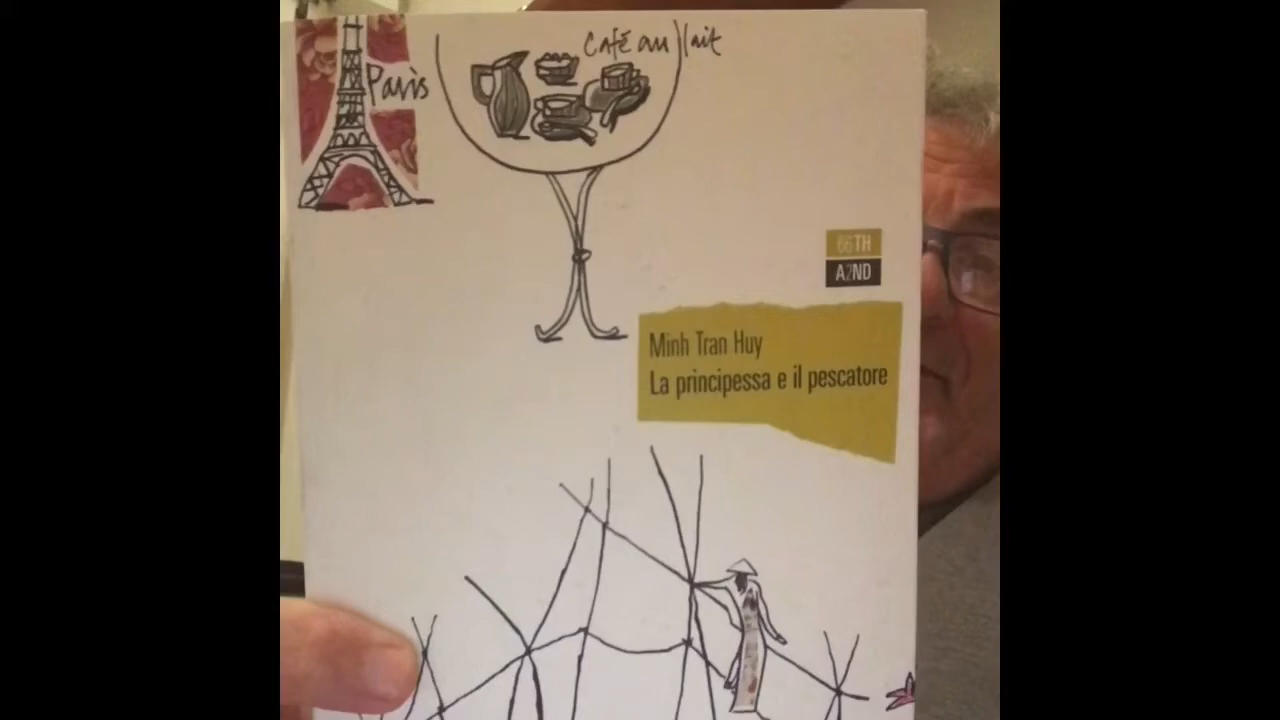 Café au lait
Paris
66TH
A2ND
Minh Tran Huy
La principessa e il pescatore